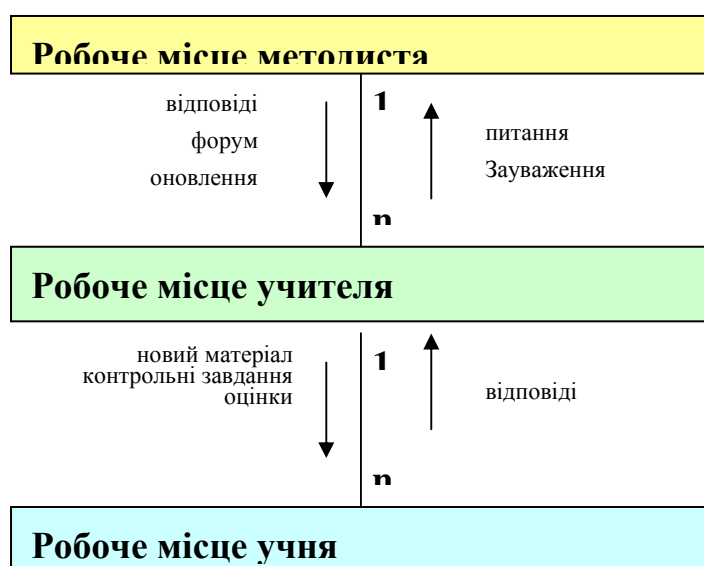 Робоче місце методиста
відповіді
форум
оновлення
1
питання
Зауваження
n
Робоче місце учителя
новий матеріал
контрольні завдання
оцінки
1
відповіді
n
Робоче місце учня